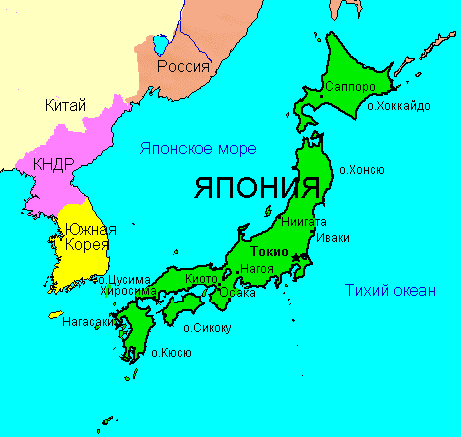 Россия
Саппоро
Китай
о.Хоккайдо
Японское море
КНДР
о.Хонсю
ЯПОНИЯ
Ниигата
Южная
Корея
Иваки
Токио
Нагоя
о.Цусима
Киото
Хиросима
Осака
Тихий океан
Нагасаки
о.Сикоку
о.Кюсю